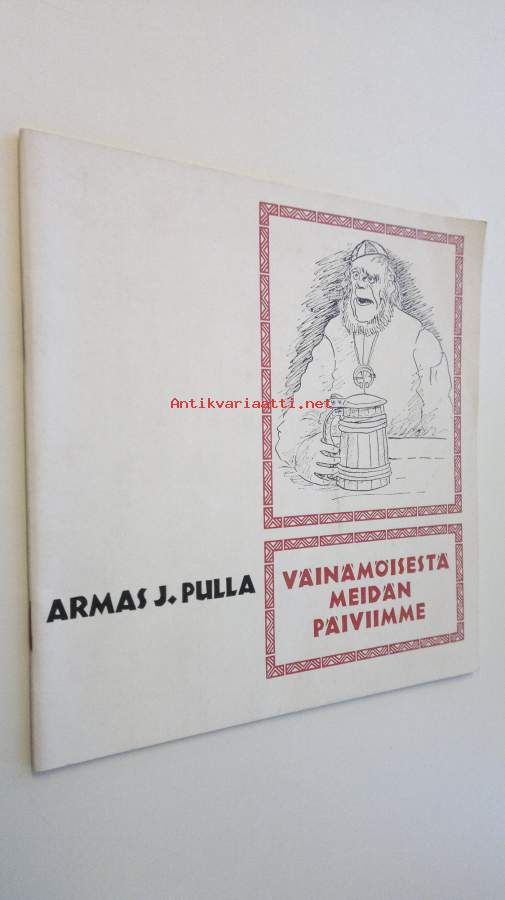 Antikvariaatti.net
ARMAS J. PULLA
VÄINÄMÖISESTÄ
MEIDÄN
PÄIVIIMME